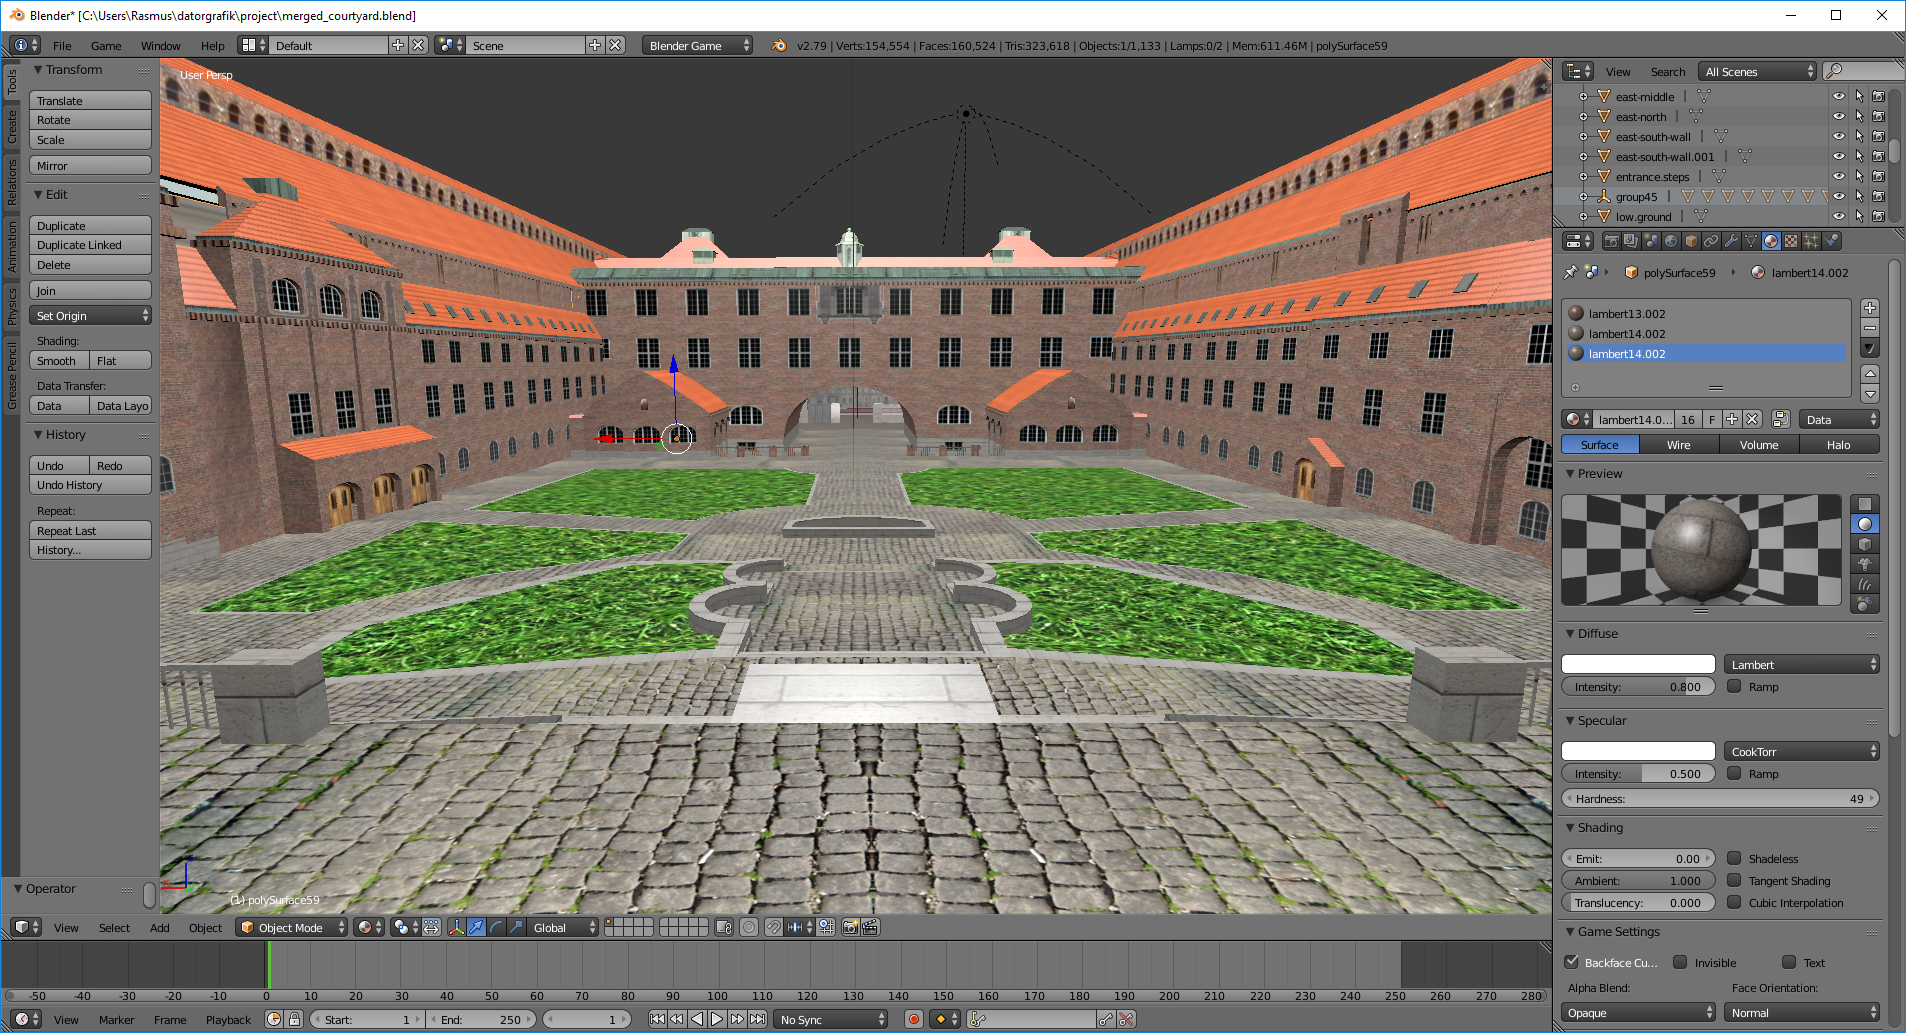 Blender* [C:\Users\Rasmus\datorgrafik\project\merged_courtyard.blend]
File Game Window Help Default Scene Blender Game v2.79 | Verts:154,554 | Faces:160,524 | Tris:323,618 | Objects:1/1,133 | Lamps:0/2 | Mem:611.46M | polySurface59
Tools
Create
Relations
Animation
Physics
Grease Pencil
Transform
Translate
Rotate
Scale
Mirror
Edit
Duplicate
Duplicate Linked
Delete
Join
Set Origin
Shading:
Smooth Flat
Data Transfer:
Data Data Layo
History
Undo Redo
Undo History
Repeat:
Repeat Last
History...
Operator
User Persp
(1) polySurface59
View Search All Scenes
east-middle
east-north
east-south-wall
east-south-wall.001
entrance.steps
group45
low.ground
polySurface59 lambert14.002
lambert13.002
lambert14.002
lambert14.002
lambert14.0... 16 F Data
Surface Wire Volume Halo
Preview
Diffuse
Lambert
Intensity: 0.800 Ramp
Specular
CookTorr
Intensity: 0.500 Ramp
Hardness: 49
Shading
Emit: 0.00 Shadeless
Ambient: 1.000 Tangent Shading
Translucency: 0.000 Cubic Interpolation
Game Settings
Backface Cu... Invisible Text
Alpha Blend: Face Orientation:
Opaque Normal
View Select Add Object Object Mode Global
-50 -40 -30 -20 -10 0 10 20 30 40 50 60 70 80 90 100 110 120 130 140 150 160 170 180 190 200 210 220 230 240 250 260 270 280
View Marker Frame Playback Start: 1 End: 250 1 No Sync